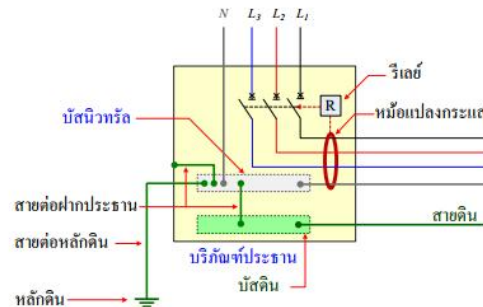 N L3 L2 L1
รีเลย์
R
หม้อแปลงกระแส
บัสนิวทรัล
สายต่อฝากประธาน
สายดิน
สายต่อหลักดิน
บริภัณฑ์ประธาน
บัสดิน
หลักดิน